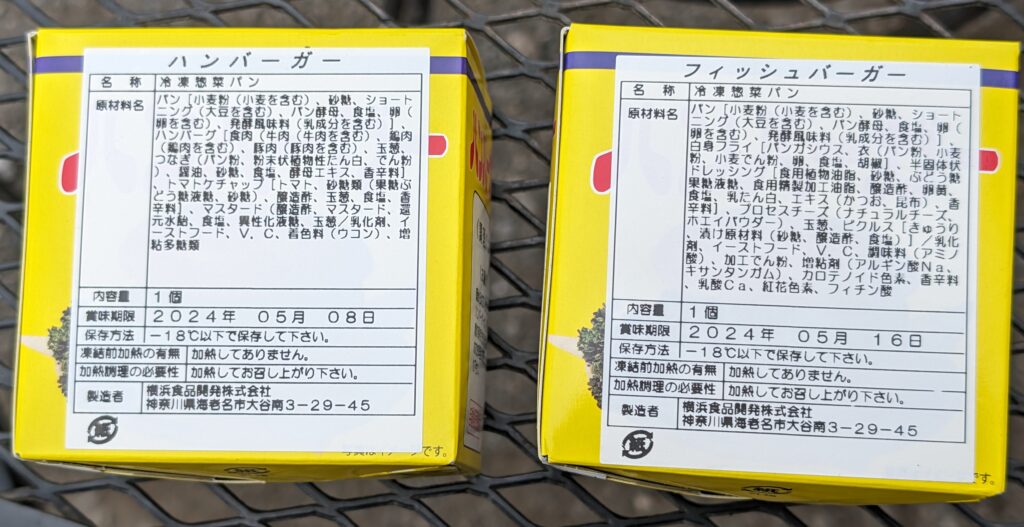 ハンバーガー
名称 冷凍惣菜パン
原材料名 パン［小麦粉（小麦を含む）、砂糖、ショート
ニング（大豆を含む）、パン酵母、食塩、卵（
卵を含む）、発酵風味料（乳成分を含む）］、
ハンバーグ［食肉（牛肉（牛肉を含む）、鶏肉
（鶏肉を含む）、豚肉（豚肉を含む））、玉葱、
つなぎ（パン粉、粉末状植物性たん白、でん粉
）、醤油、砂糖、食塩、酵母エキス、香辛料］
、トマトケチャップ［トマト、砂糖類（果糖ぶ
どう糖液糖、砂糖）、醸造酢、玉葱、食塩、香
辛料］、マスタード（醸造酢、マスタード、還
元水飴、食塩、異性化液糖、玉葱／乳化剤、イ
ーストフード、V．C、着色料（ウコン）、増
粘多糖類
内容量 1個
賞味期限 2024年 05月 08日
保存方法 －18℃以下で保存して下さい。
凍結前加熱の有無 加熱してありません。
加熱調理の必要性 加熱してお召し上がり下さい。
製造者 横浜食品開発株式会社
神奈川県海老名市大谷南3－29－45
紙
です。
フィッシュバーガー
名称 冷凍惣菜パン
原材料名 パン［小麦粉（小麦を含む）、砂糖、ショート
ニング（大豆を含む）、パン酵母、食塩、卵（
卵を含む）、発酵風味料（乳成分を含む）］、
白身フライ［パンガシウス、衣（パン粉、小麦
粉、小麦でん粉、卵、食塩、胡椒］、半固体状
ドレッシング［食用植物油脂、砂糖、ぶどう糖
果糖液糖、食用精製加工油脂、醸造酢、卵黄、
食塩、乳たん白、エキス（かつお、昆布）、香
辛料］、プロセスチーズ（ナチュラルチーズ、
ホエイパウダー）、玉葱、ピクルス［きゅうり
、漬け原材料（砂糖、醸造酢、食塩）］／乳化
剤、イーストフード、V．C、調味料（アミノ
酸）、加工でん粉、増粘剤（アルギン酸Na、
キサンタンガム）、カロテノイド色素、香辛料
、乳酸Ca、紅花色素、フィチン酸
内容量 1個
賞味期限 2024年 05月 16日
保存方法 －18℃以下で保存して下さい。
凍結前加熱の有無 加熱してありません。
加熱調理の必要性 加熱してお召し上がり下さい。
製造者 横浜食品開発株式会社
神奈川県海老名市大谷南3－29－45
紙
です。